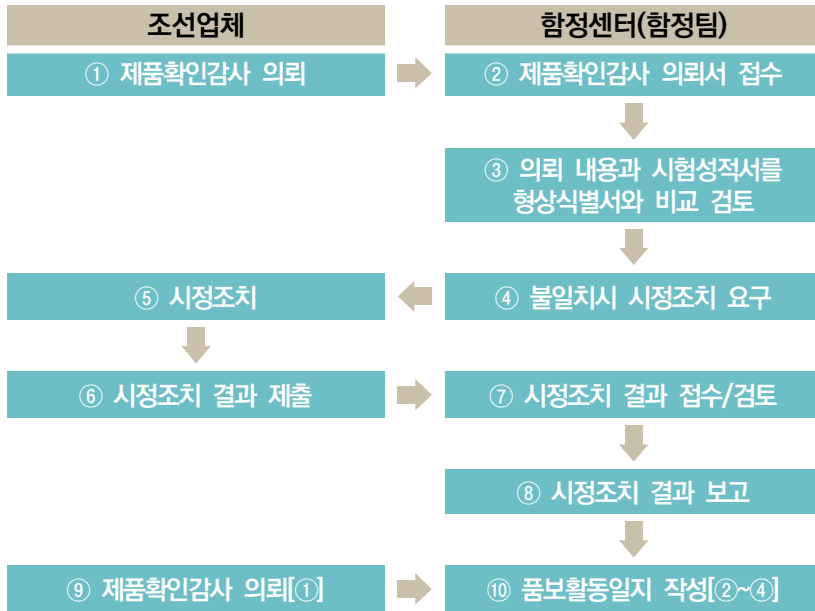 조선업체
함정센터(함정팀)
① 제품확인감사 의뢰
② 제품확인감사 의뢰서 접수
③ 의뢰 내용과 시험성적서를
형상식별서와 비교 검토
④ 불일치시 시정조치 요구
⑤ 시정조치
⑥ 시정조치 결과 제출
⑦ 시정조치 결과 접수/검토
⑧ 시정조치 결과 보고
⑨ 제품확인감사 의뢰[①]
⑩ 품보활동일지 작성[②~④]